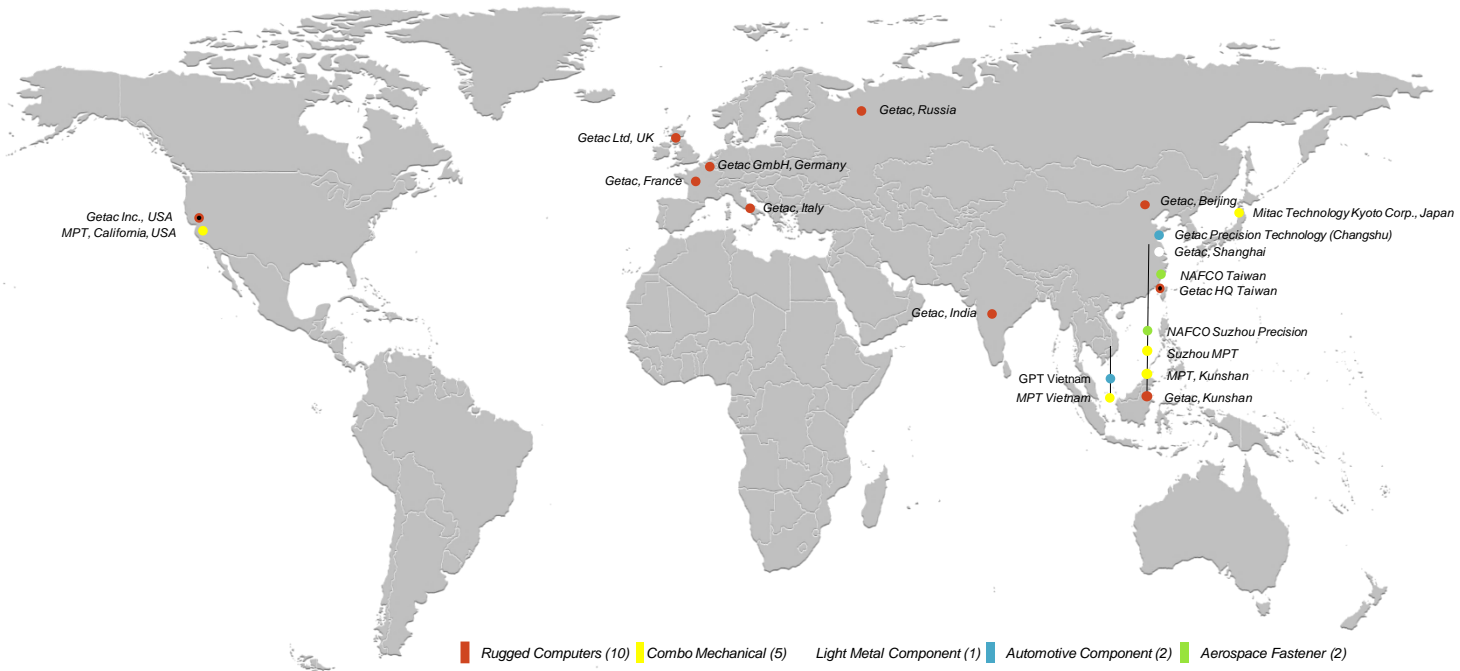 Getac, Russia
Getac Ltd, UK
Getac GmbH, Germany
Getac, France
Getac, Italy
Getac, Beijing
Mitac Technology Kyoto Corp., Japan
Getac Inc., USA
MPT, California, USA
Getac Precision Technology (Changshu)
Getac, Shanghai
NAFCO Taiwan
Getac HQ Taiwan
Getac, India
NAFCO Suzhou Precision
Suzhou MPT
MPT, Kunshan
GPT Vietnam
MPT Vietnam
Getac, Kunshan
Rugged Computers (10)
Combo Mechanical (5)
Light Metal Component (1)
Automotive Component (2)
Aerospace Fastener (2)